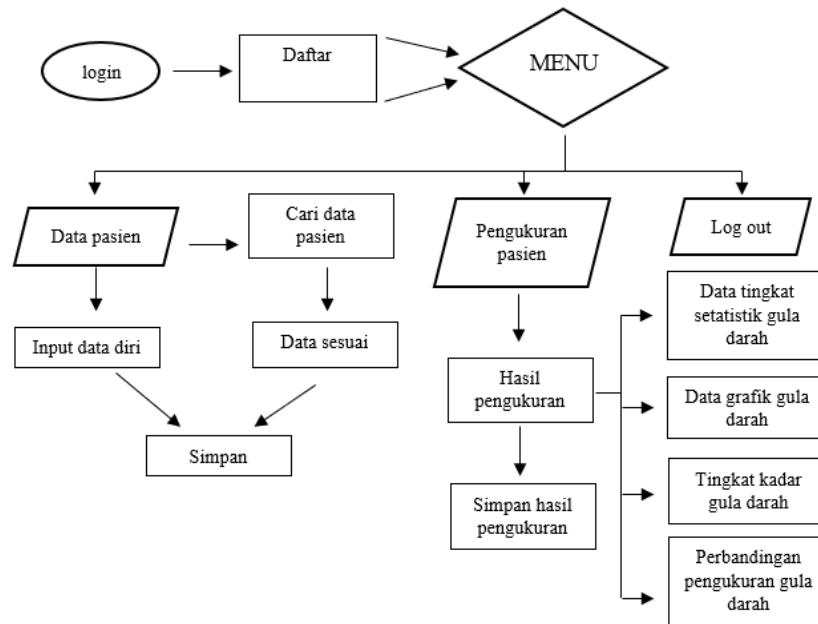 login
Daftar
MENU
Data pasien
Cari data
pasien
Pengukuran
pasien
Log out
Input data diri
Data sesuai
Simpan
Hasil
pengukuran
Simpan hasil
pengukuran
Data tingkat
setatistik gula
darah
Data grafik gula
darah
Tingkat kadar
gula darah
Perbandingan
pengukuran gula
darah